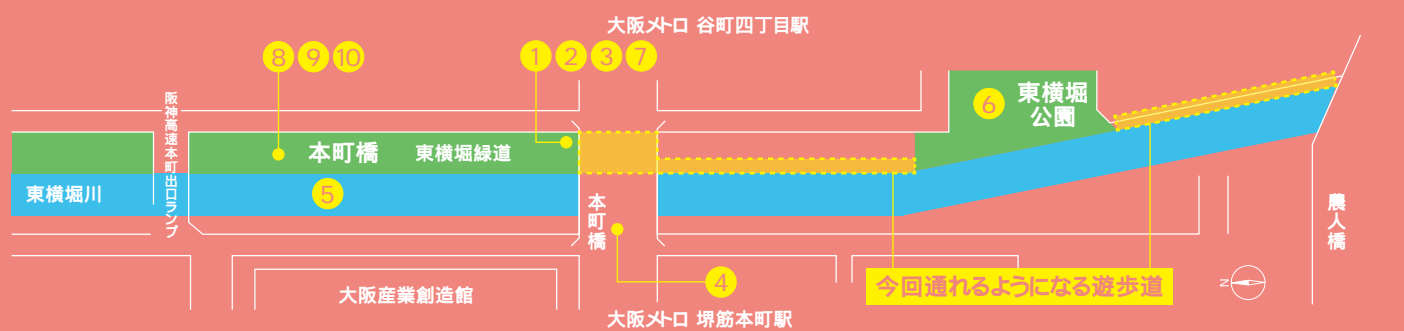 大阪メトロ 谷町四丁目駅
8 9 10
1 2 3 7
6
東横堀
公園
阪神高速本町出口ランプ
本町橋
東横堀緑道
東横堀川
5
本町橋
農人橋
4
今回通れるようになる遊歩道
N
大阪産業創造館
大阪メトロ 堺筋本町駅